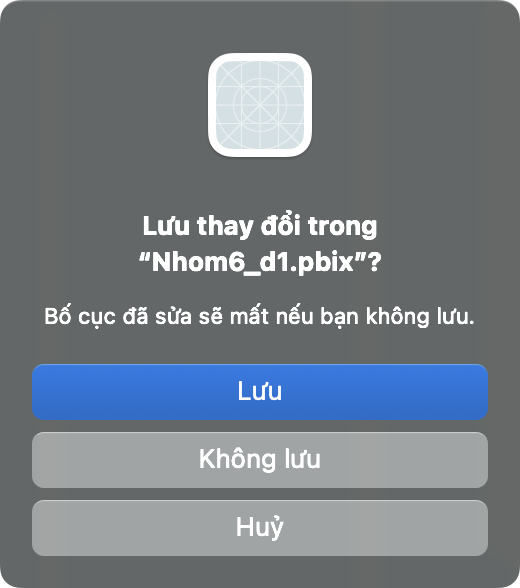 Lưu thay đổi trong
“Nhom6_d1.pbix”?
Bố cục đã sửa sẽ mất nếu bạn không lưu.
Lưu
Không lưu
Huỷ